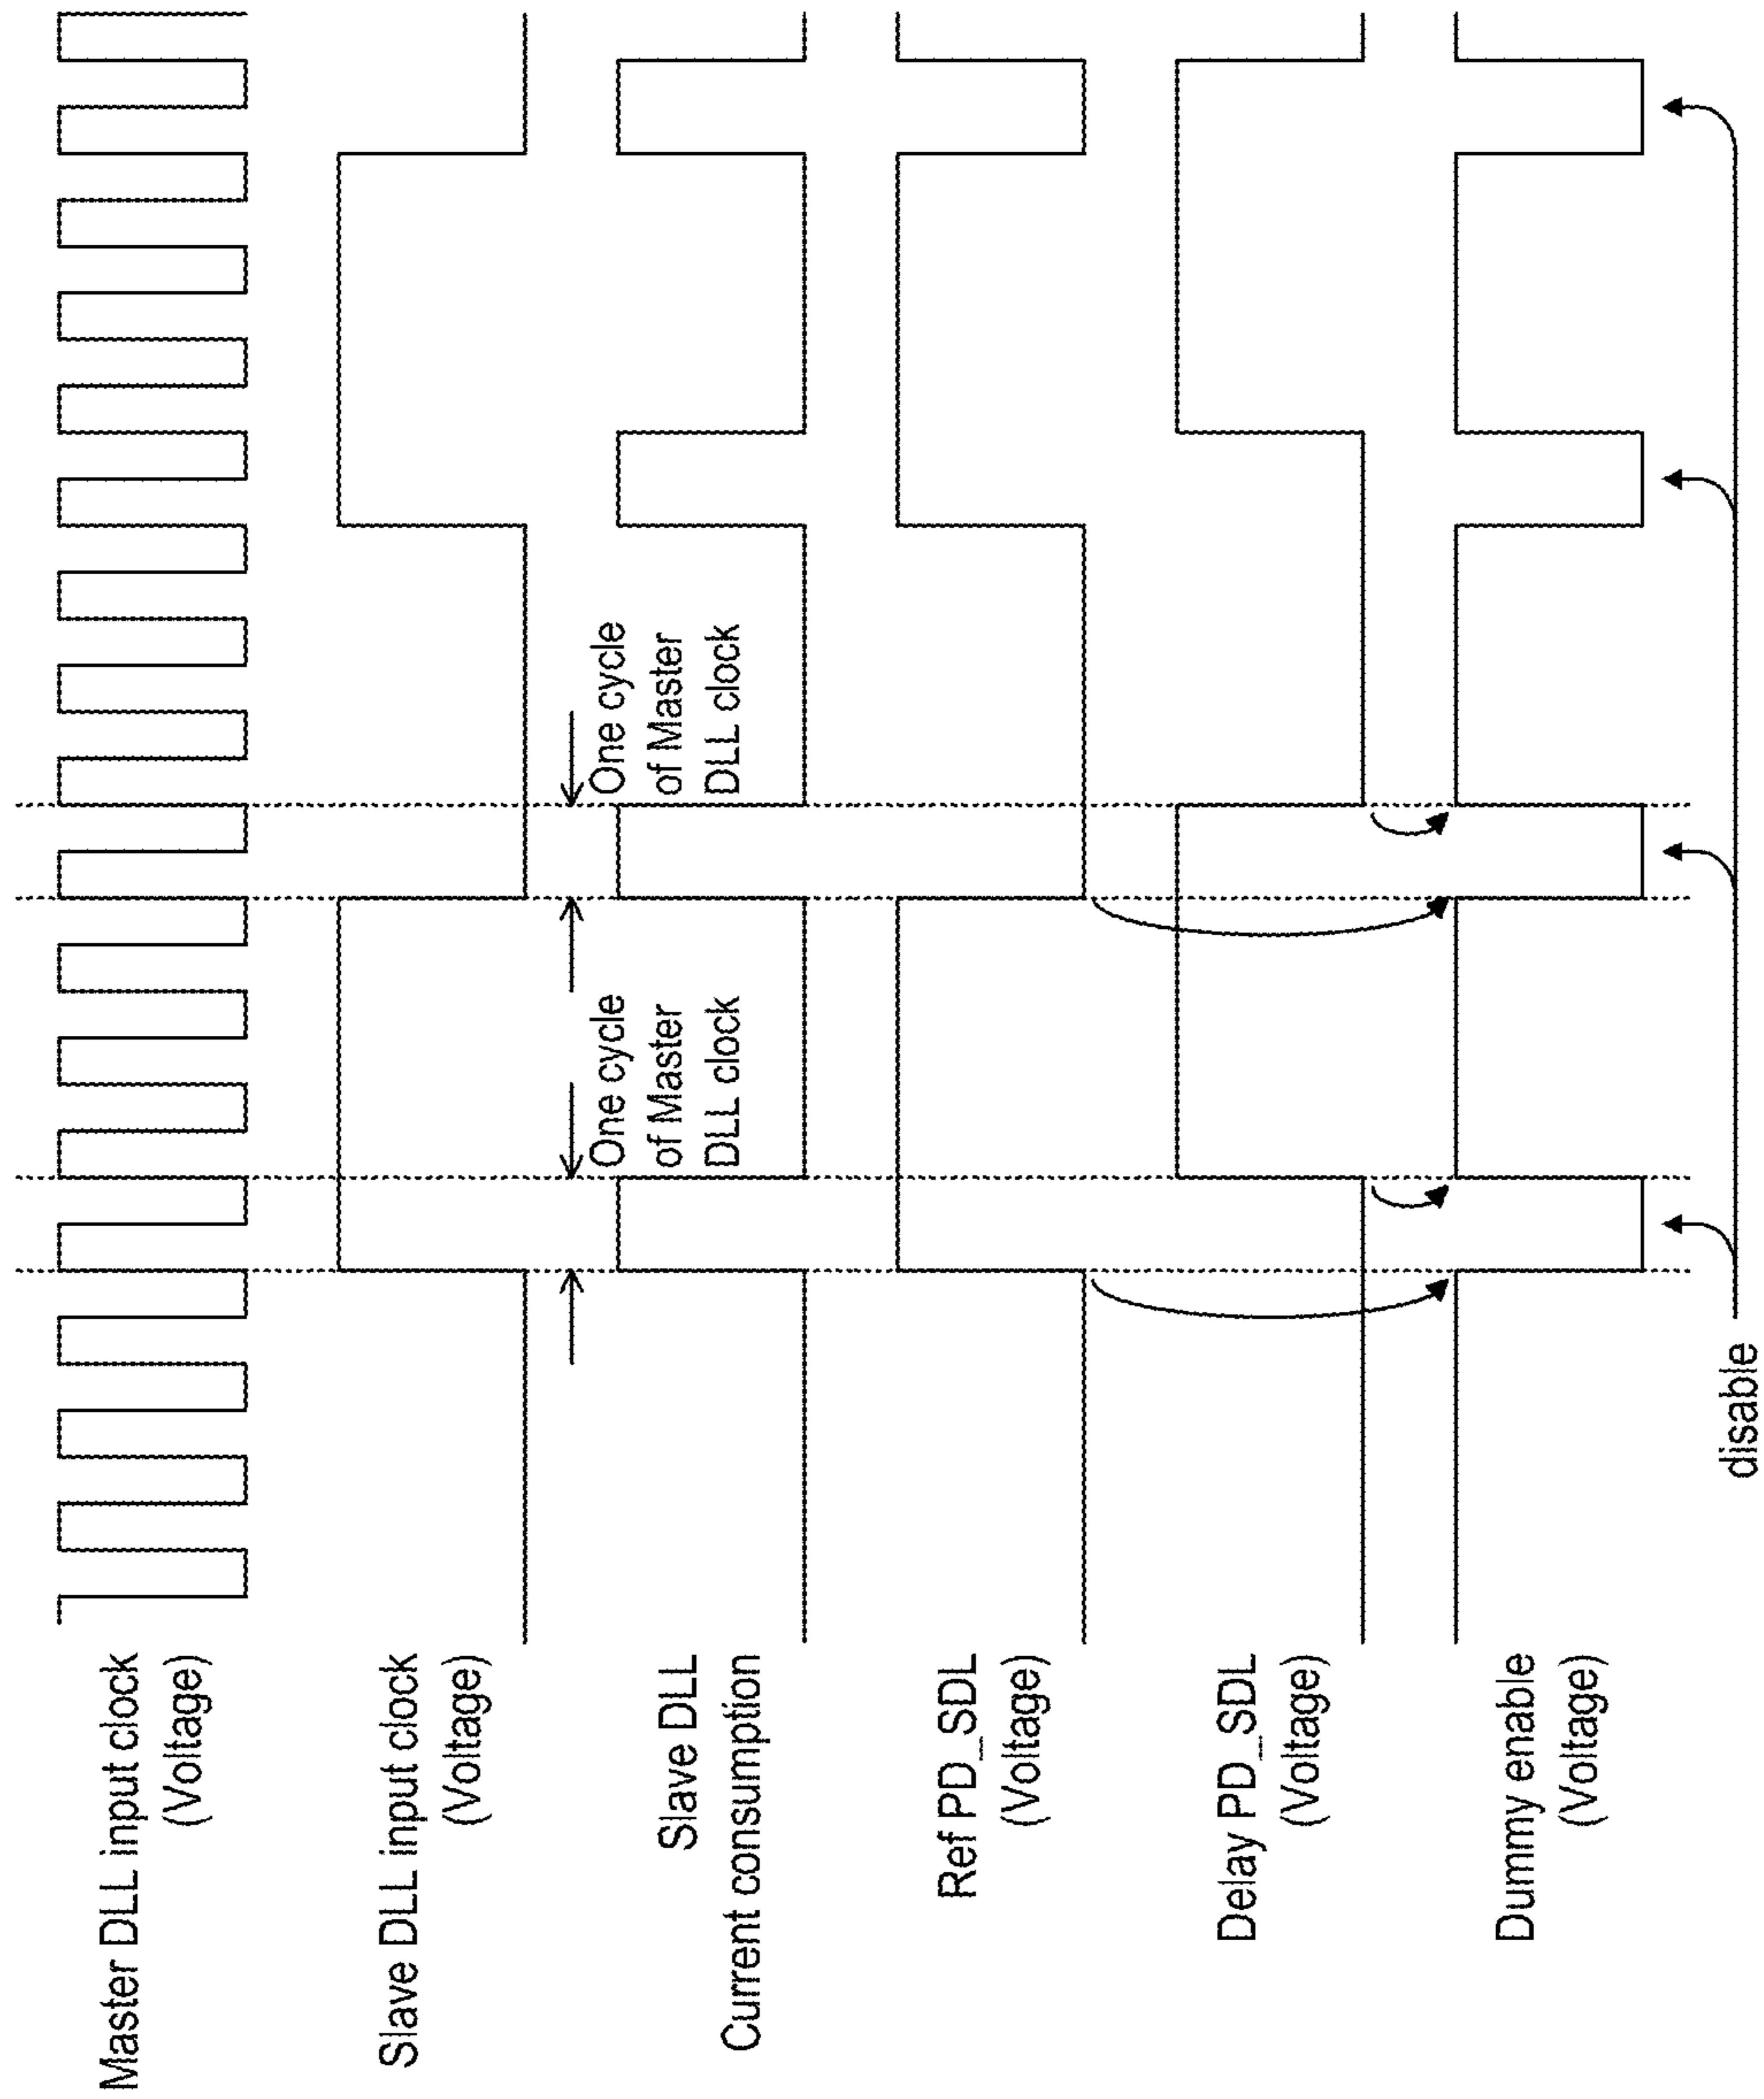 Master DLL input clock
(Voltage)
Slave DLL input clock
(Voltage)
One cycle
of Master
DLL clock
One cycle
of Master
DLL clock
Slave DLL
Current consumption
Ref PD_SDL
(Voltage)
Delay PD_SDL
(Voltage)
Dummy enable
(Voltage)
disable